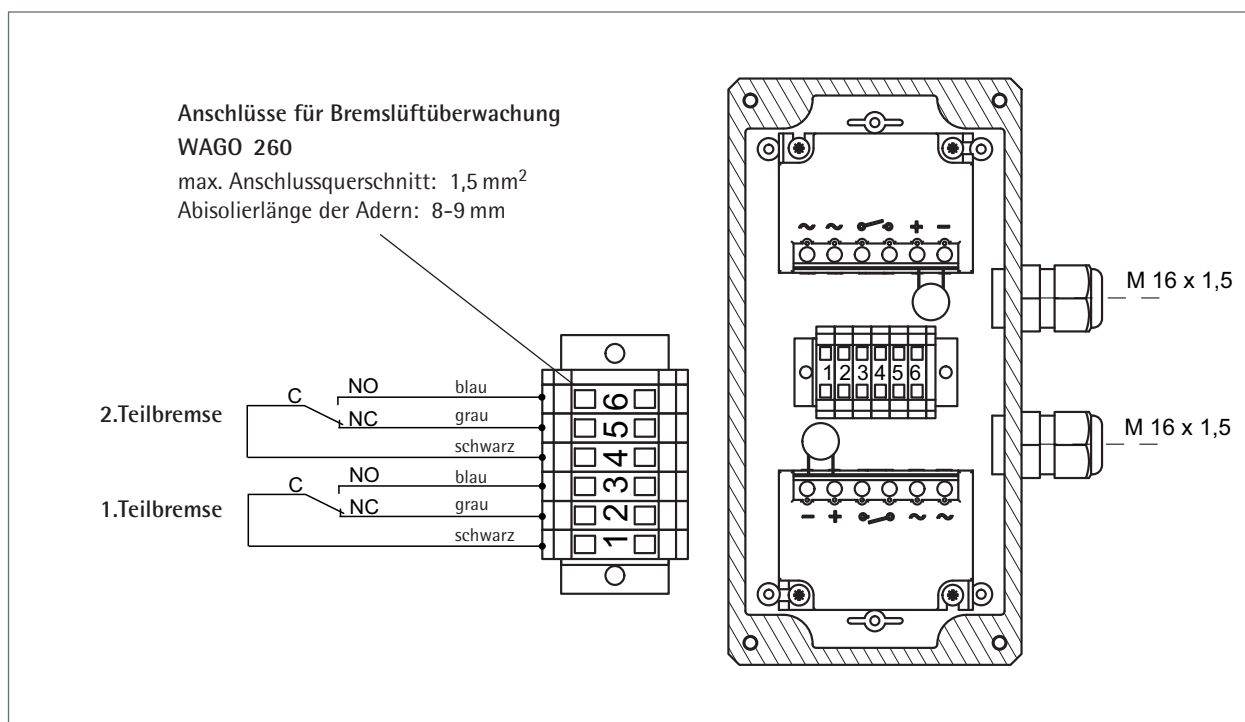 Anschlüsse für Bremslüftüberwachung
WAGO 260
max. Anschlussquerschnitt: 1,5 mm²
Abisolierlänge der Adern: 8-9 mm
2.Teilbremse
C
NO
NC
blau
grau
schwarz
6
5
4
1.Teilbremse
C
NO
NC
blau
grau
schwarz
3
2
1
~ ~ + −
1 2 3 4 5 6
− + ~ ~
M 16 x 1,5
M 16 x 1,5